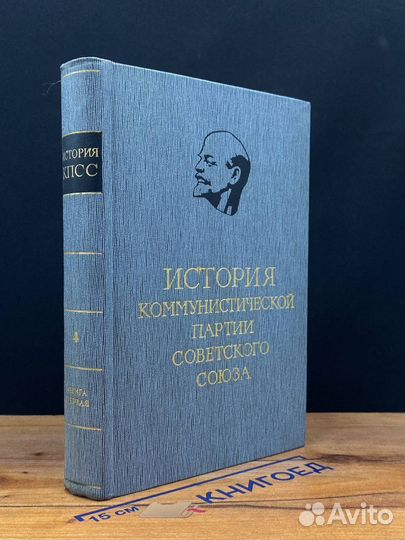 ИСТОРИЯ
КПСС
4
КНИГА
ПЕРВАЯ
ИСТОРИЯ
КОММУНИСТИЧЕСКОЙ
ПАРТИИ
СОВЕТСКОГО
СОЮЗА
15 СМ
КНИГОЕД
Avito